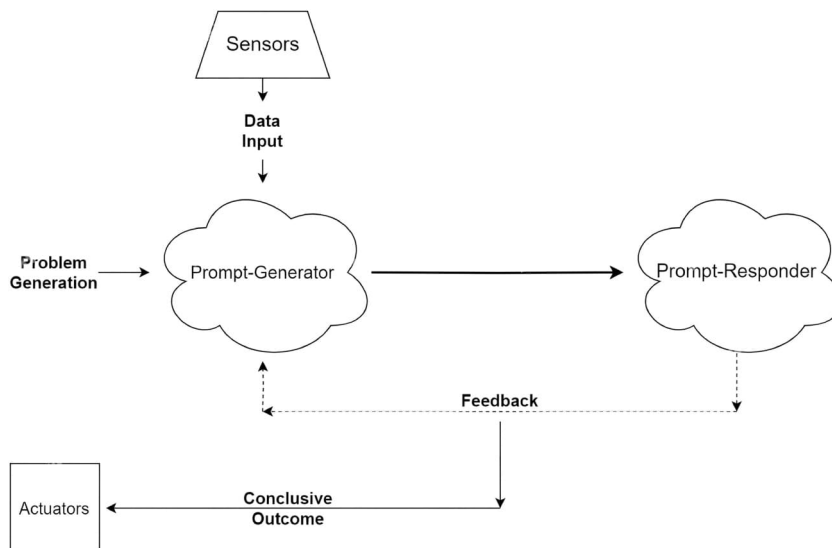 Sensors
Data
Input
Problem
Generation
Prompt-Generator
Prompt-Responder
Feedback
Actuators
Conclusive
Outcome